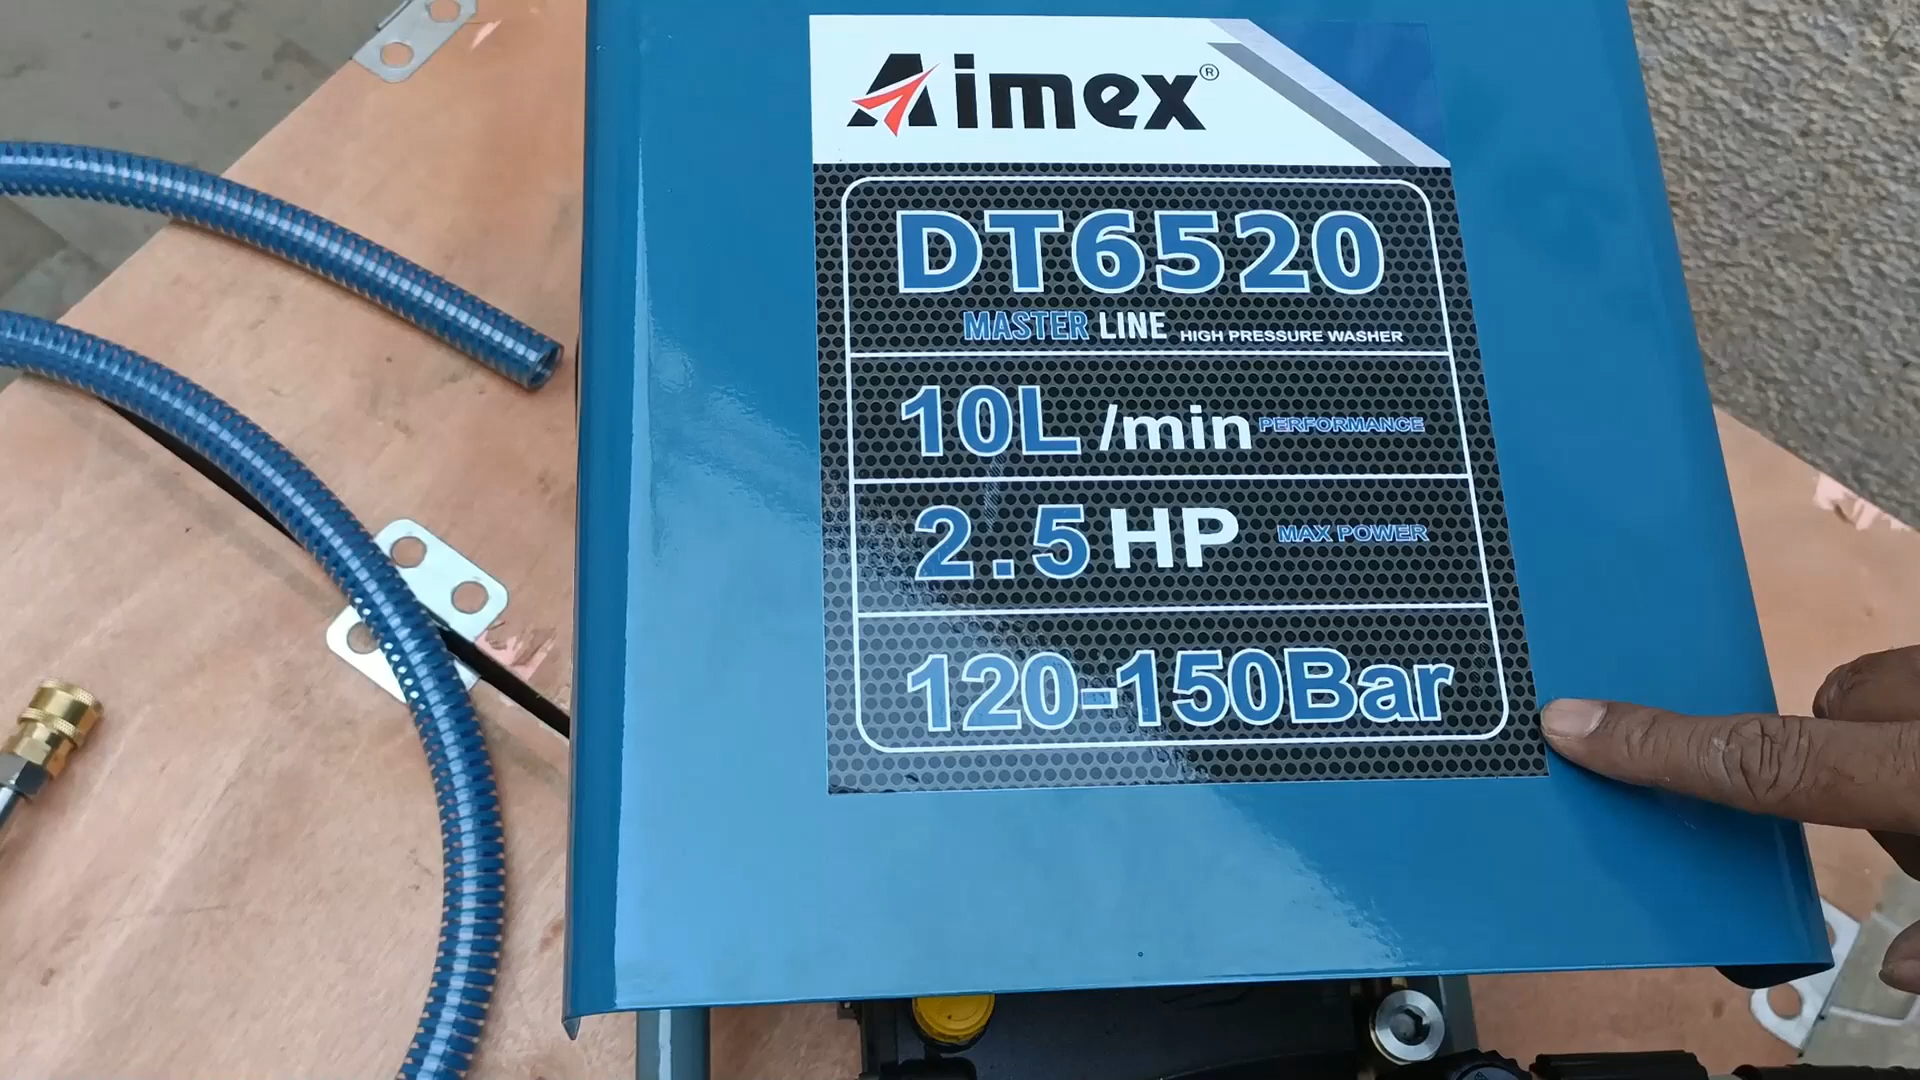 Aimex®
DT6520
MASTER LINE HIGH PRESSURE WASHER
10L /min PERFORMANCE
2.5 HP MAX POWER
120-150Bar